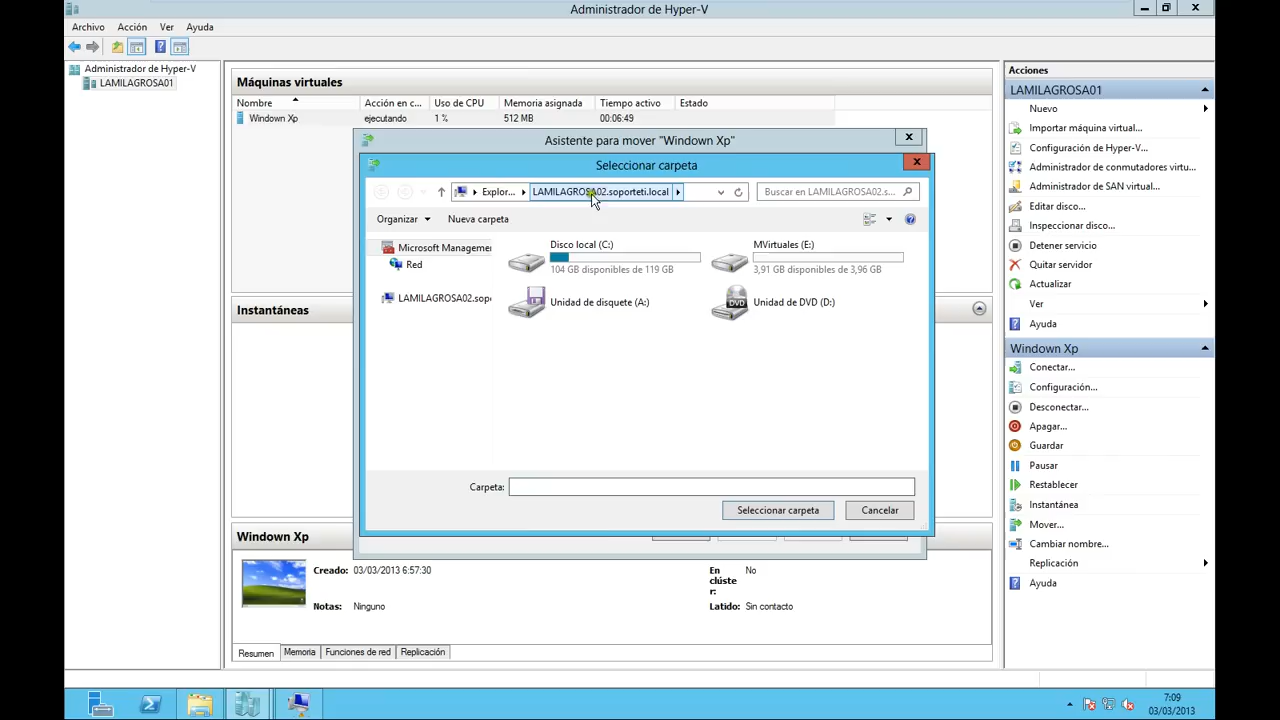 Administrador de Hyper-V
Archivo Acción Ver Ayuda
Administrador de Hyper-V
LAMILAGROSA01
Máquinas virtuales
Nombre Acción en c... Uso de CPU Memoria asignada Tiempo activo Estado
Window Xp ejecutando 1 % 512 MB 00:06:49
Asistente para mover "Window Xp"
Seleccionar carpeta
Explor... LAMILAGROSA02.soporteti.local Buscar en LAMILAGROSA02.s...
Organizar Nueva carpeta
Microsoft Manageme
Red
LAMILAGROSA02.sopo
Disco local (C:)
104 GB disponibles de 119 GB
MVirtuales (E:)
3,91 GB disponibles de 3,96 GB
Unidad de disquete (A:)
DVD
Unidad de DVD (D:)
Carpeta:
Seleccionar carpeta Cancelar
Instantáneas
Window Xp
Creado: 03/03/2013 6:57:30
Notas: Ninguno
En clúster: No
Latido: Sin contacto
Resumen Memoria Funciones de red Replicación
Acciones
LAMILAGROSA01
Nuevo
Importar máquina virtual...
Configuración de Hyper-V...
Administrador de conmutadores virtu...
Administrador de SAN virtual...
Editar disco...
Inspeccionar disco...
Detener servicio
Quitar servidor
Actualizar
Ver
Ayuda
Window Xp
Conectar...
Configuración...
Desconectar...
Apagar...
Guardar
Pausar
Restablecer
Instantánea
Mover...
Cambiar nombre...
Replicación
Ayuda
7:09
03/03/2013